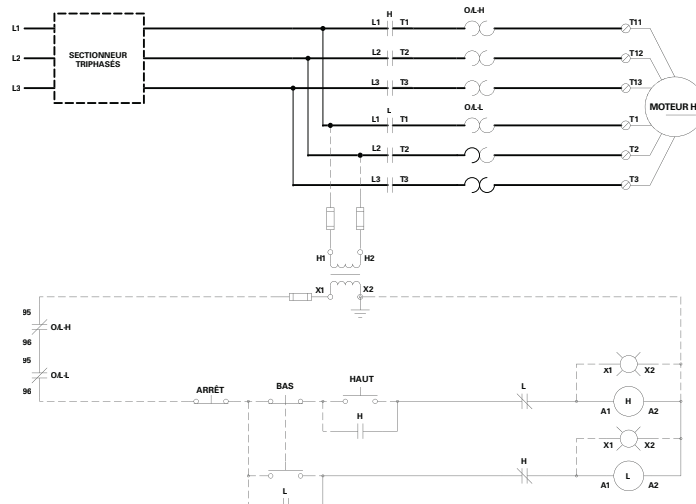 H
O/L-H
L1
L1
T1
T11
L2
SECTIONNEUR
TRIPHASÉS
L2
T2
T12
L3
L3
T3
T13
L
O/L-L
MOTEUR H
L1
T1
T1
L2
T2
T2
L3
T3
T3
H1
H2
X1
X2
95
O/L-H
96
95
O/L-L
96
ARRÊT
BAS
HAUT
H
L
X1
X2
H
A1
A2
H
X1
X2
L
L
A1
A2